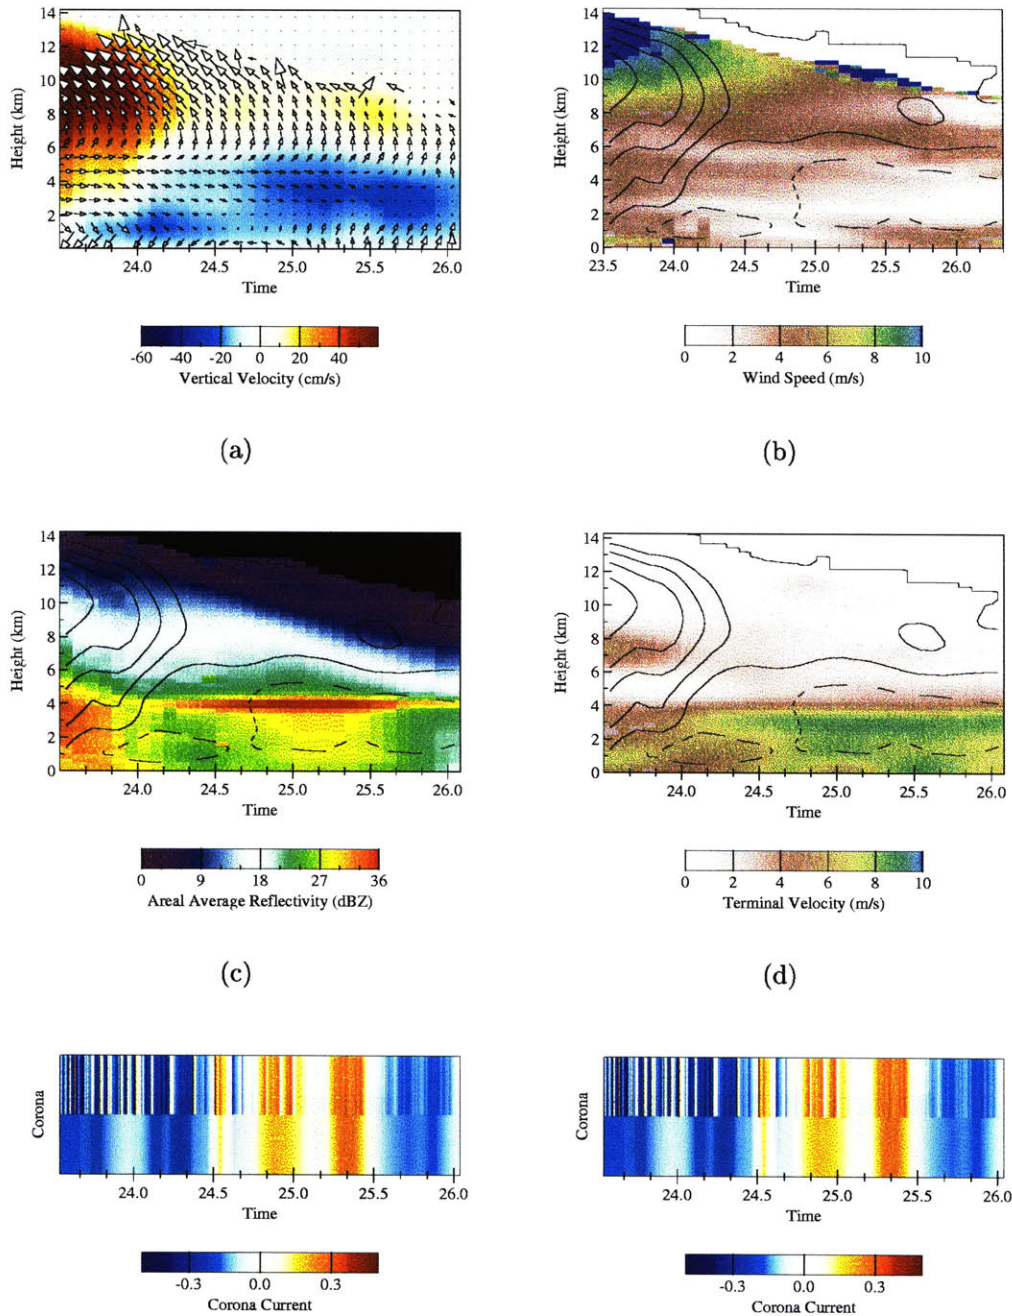 14
12
10
8
6
4
2
Height (km)
24.0 24.5 25.0 25.5 26.0
Time
-60 -40 -20 0 20 40
Vertical Velocity (cm/s)
(a)
14
12
10
8
6
4
2
0
Height (km)
23.5 24.0 24.5 25.0 25.5 26.0
Time
0 2 4 6 8 10
Wind Speed (m/s)
(b)
14
12
10
8
6
4
2
0
Height (km)
24.0 24.5 25.0 25.5 26.0
Time
0 9 18 27 36
Areal Average Reflectivity (dBZ)
(c)
14
12
10
8
6
4
2
0
Height (km)
24.0 24.5 25.0 25.5 26.0
Time
0 2 4 6 8 10
Terminal Velocity (m/s)
(d)
Corona
24.0 24.5 25.0 25.5 26.0
Time
-0.3 0.0 0.3
Corona Current
Corona
24.0 24.5 25.0 25.5 26.0
Time
-0.3 0.0 0.3
Corona Current